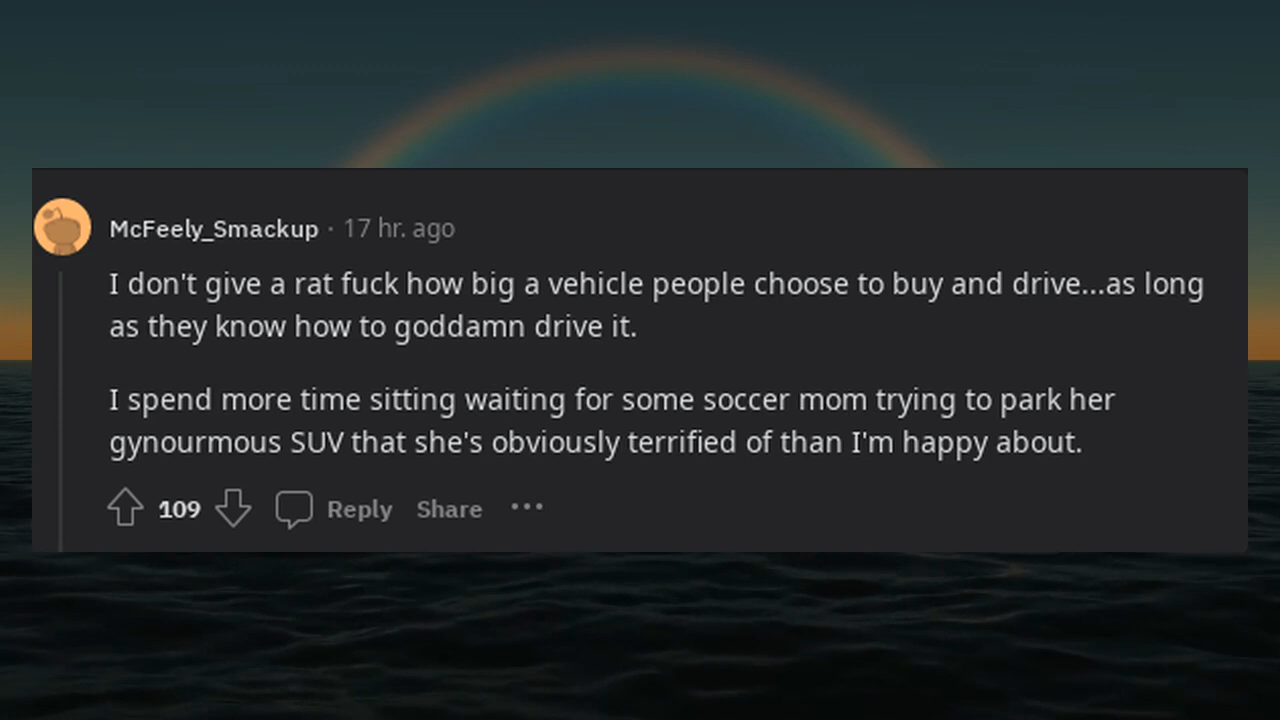 McFeely_Smackup · 17 hr. ago
I don't give a rat fuck how big a vehicle people choose to buy and drive...as long
as they know how to goddamn drive it.
I spend more time sitting waiting for some soccer mom trying to park her
gynourmous SUV that she's obviously terrified of than I'm happy about.
109 Reply Share ...